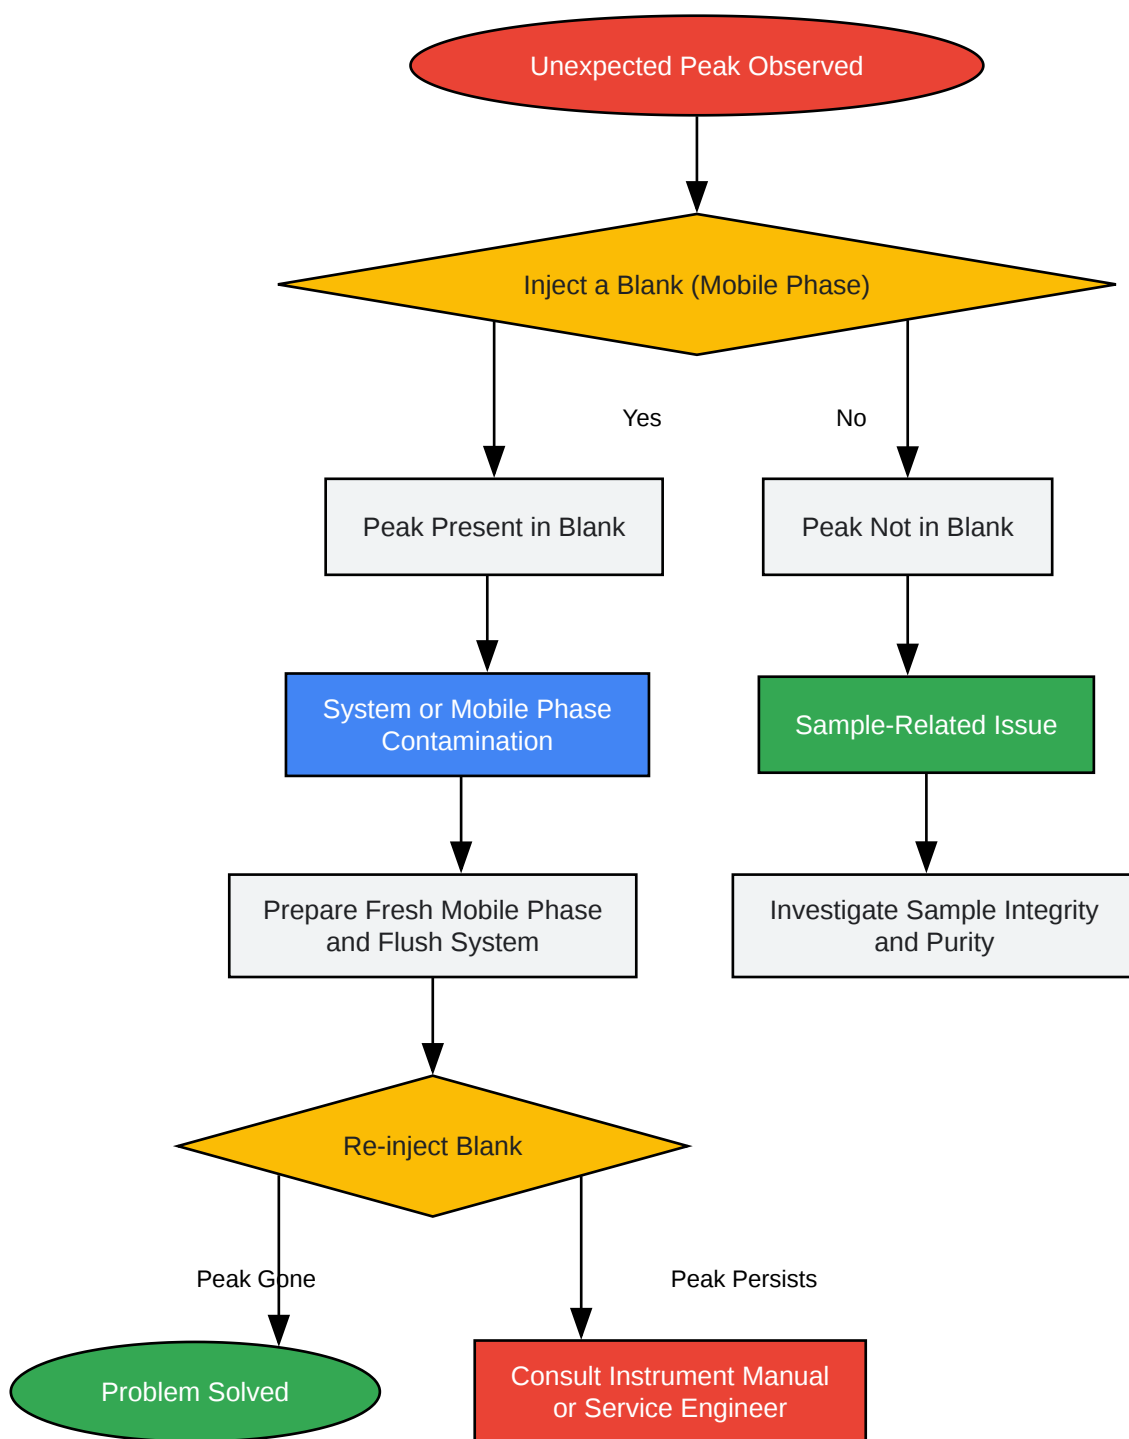 Unexpected Peak Observed
Inject a Blank (Mobile Phase)
Yes
No
Peak Present in Blank
Peak Not in Blank
System or Mobile Phase
Contamination
Sample-Related Issue
Prepare Fresh Mobile Phase
and Flush System
Investigate Sample Integrity
and Purity
Re-inject Blank
Peak Gone
Peak Persists
Problem Solved
Consult Instrument Manual
or Service Engineer